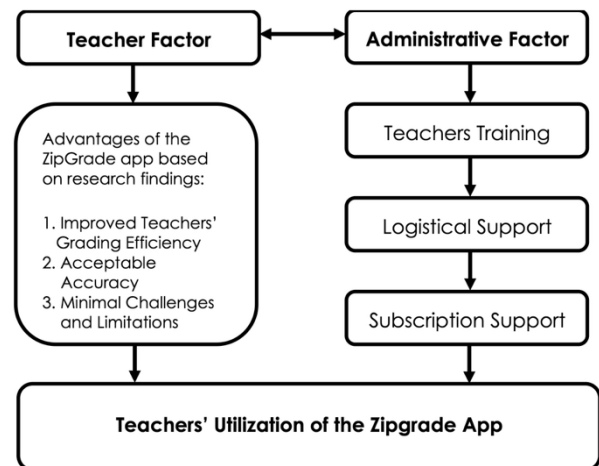 Teacher Factor
Administrative Factor
Advantages of the
ZipGrade app based
on research findings:
1. Improved Teachers'
Grading Efficiency
2. Acceptable
Accuracy
3. Minimal Challenges
and Limitations
Teachers Training
Logistical Support
Subscription Support
Teachers' Utilization of the Zipgrade App